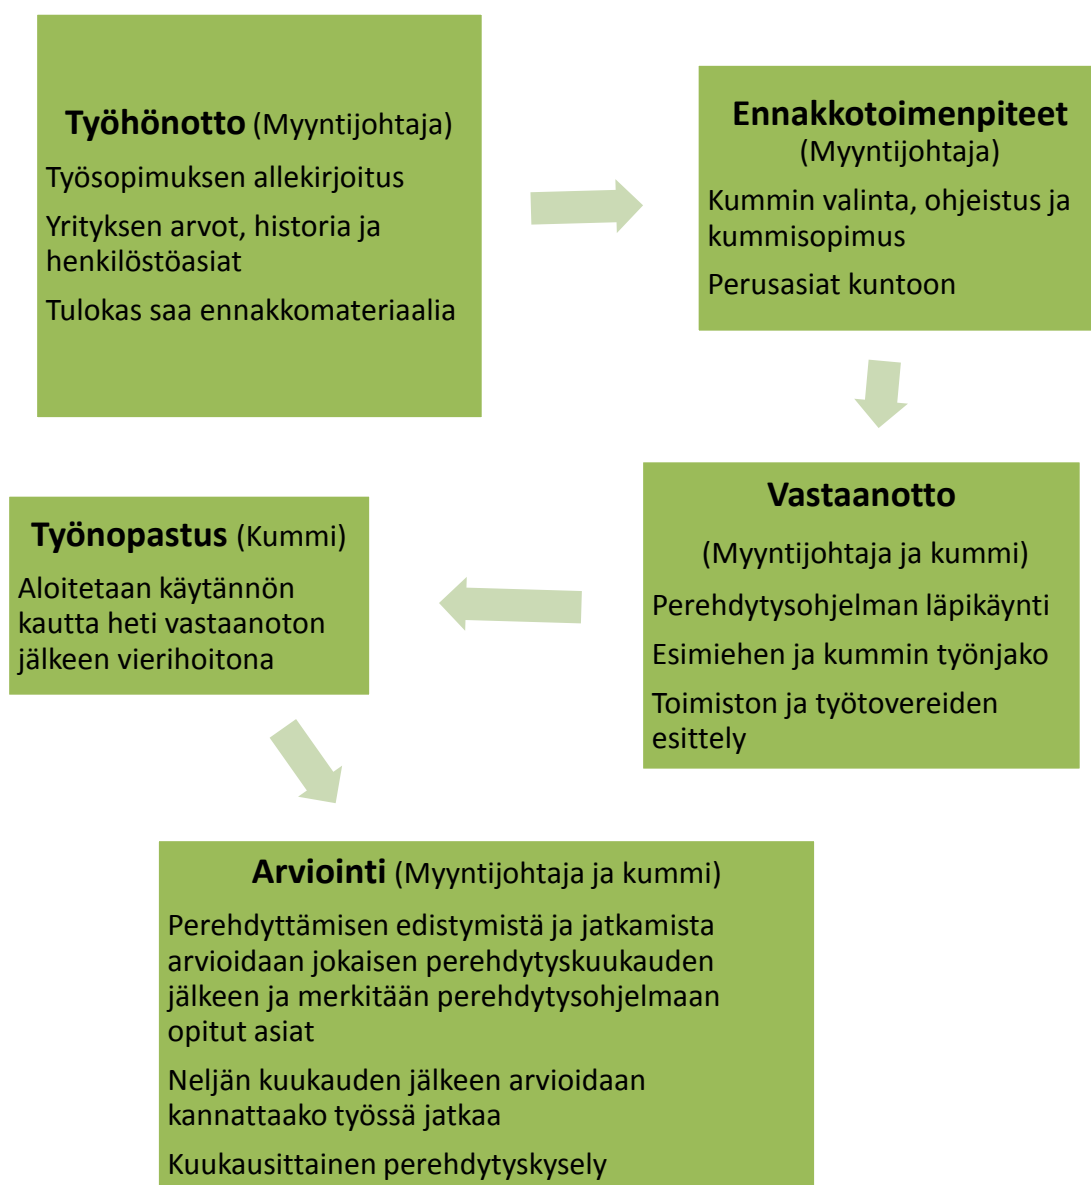 Työhönotto (Myyntijohtaja)
Työsopimuksen allekirjoitus
Yrityksen arvot, historia ja
henkilöstöasiat
Tulokas saa ennakkomateriaalia
Ennakkotoimenpiteet
(Myyntijohtaja)
Kummin valinta, ohjeistus ja
kummisopimus
Perusasiat kuntoon
Vastaanotto
(Myyntijohtaja ja kummi)
Perehdytysohjelman läpikäynti
Esimiehen ja kummin työnjako
Toimiston ja työtovereiden
esittely
Työnopastus (Kummi)
Aloitetaan käytännön
kautta heti vastaanoton
jälkeen vierihoitona
Arviointi (Myyntijohtaja ja kummi)
Perehdyttämisen edistymistä ja jatkamista
arvioidaan jokaisen perehdytyskuukauden
jälkeen ja merkitään perehdytysohjelmaan
opitut asiat
Neljän kuukauden jälkeen arvioidaan
kannattaako työssä jatkaa
Kuukausittainen perehdytyskysely